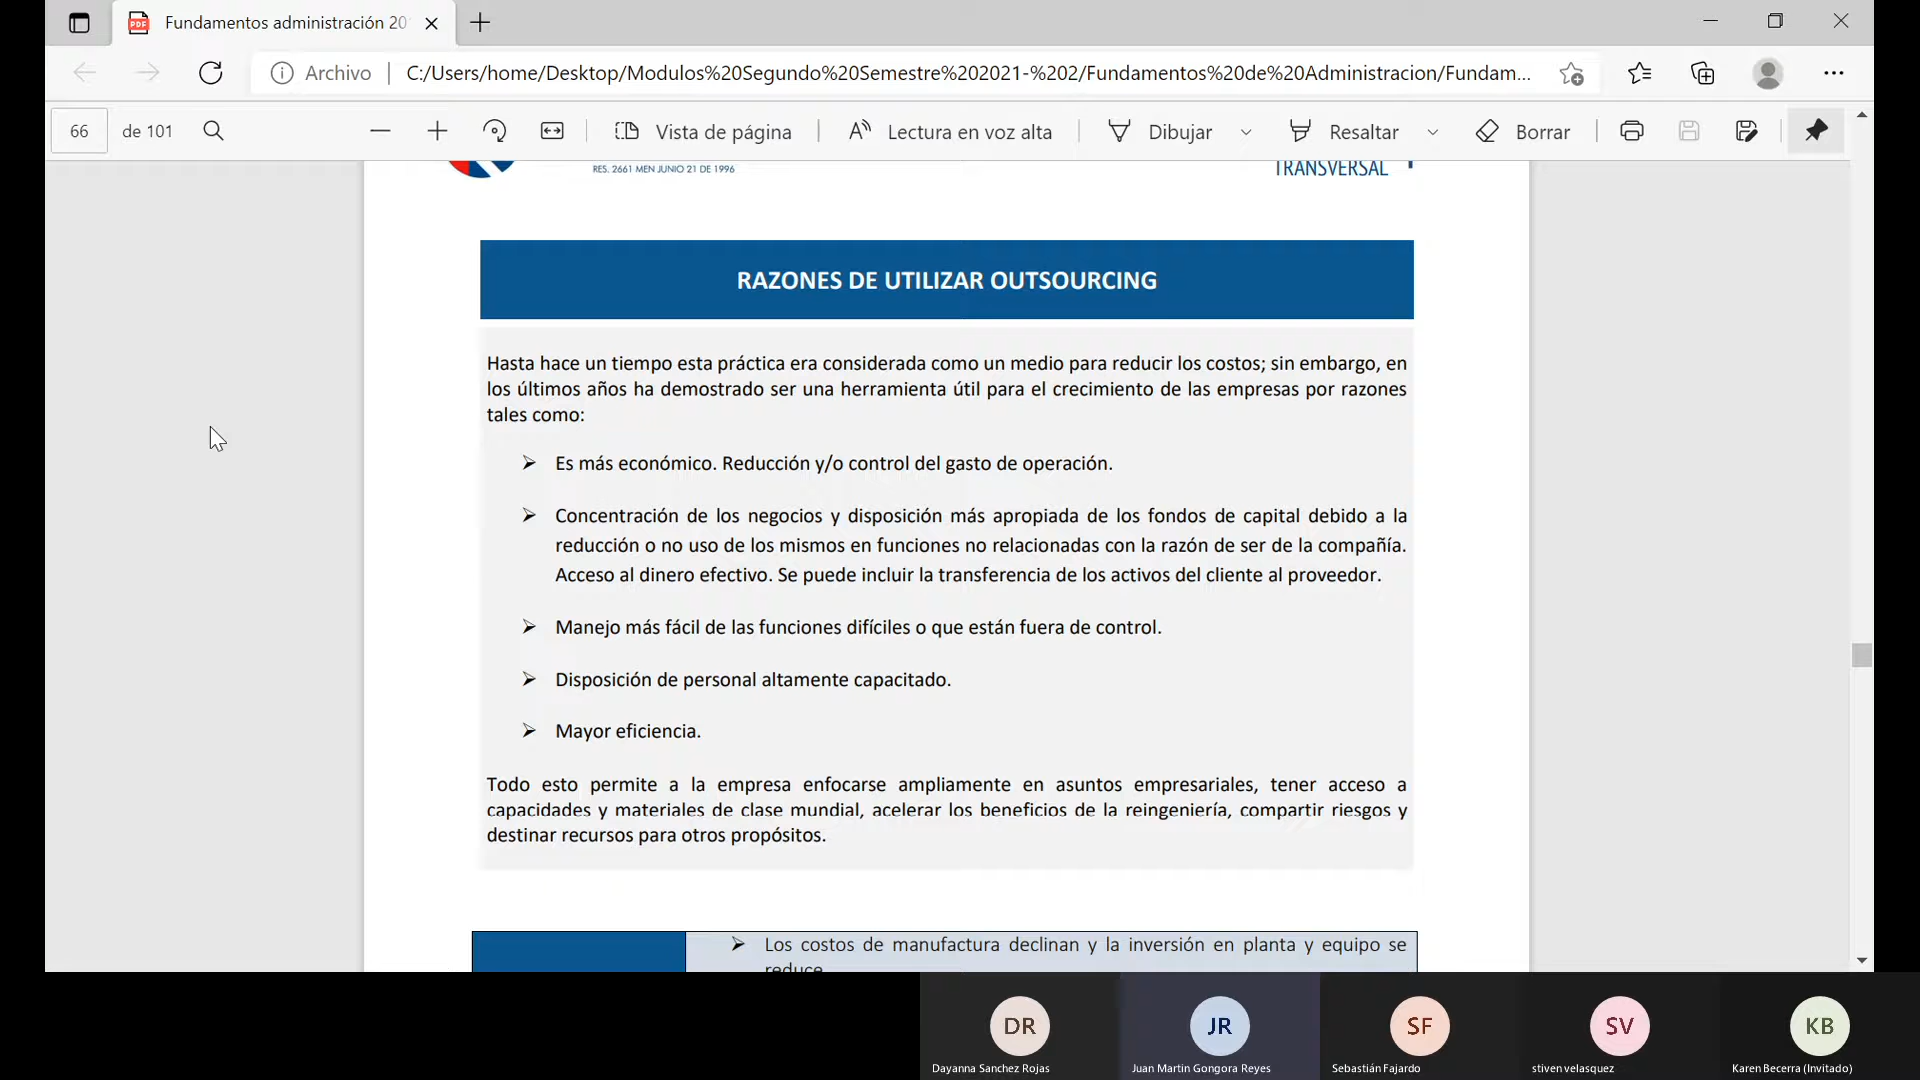 Fundamentos administración 20
Archivo
C:/Users/home/Desktop/Modulos%20Segundo%20Semestre%202021-%202/Fundamentos%20de%20Administracion/Fundam...
66 de 101
Vista de página
Lectura en voz alta
Dibujar
Resaltar
Borrar
RES. 2661 MEN JUNIO 21 DE 1996
TRANSVERSAL
RAZONES DE UTILIZAR OUTSOURCING
Hasta hace un tiempo esta práctica era considerada como un medio para reducir los costos; sin embargo, en
los últimos años ha demostrado ser una herramienta útil para el crecimiento de las empresas por razones
tales como:
➢ Es más económico. Reducción y/o control del gasto de operación.
➢ Concentración de los negocios y disposición más apropiada de los fondos de capital debido a la
reducción o no uso de los mismos en funciones no relacionadas con la razón de ser de la compañía.
Acceso al dinero efectivo. Se puede incluir la transferencia de los activos del cliente al proveedor.
➢ Manejo más fácil de las funciones difíciles o que están fuera de control.
➢ Disposición de personal altamente capacitado.
➢ Mayor eficiencia.
Todo esto permite a la empresa enfocarse ampliamente en asuntos empresariales, tener acceso a
capacidades y materiales de clase mundial, acelerar los beneficios de la reingeniería, compartir riesgos y
destinar recursos para otros propósitos.
➢ Los costos de manufactura declinan y la inversión en planta y equipo se
reduce
DR
JR
SF
SV
KB
Dayanna Sanchez Rojas
Juan Martin Gongora Reyes
Sebastián Fajardo
stiven velasquez
Karen Becerra (Invitado)